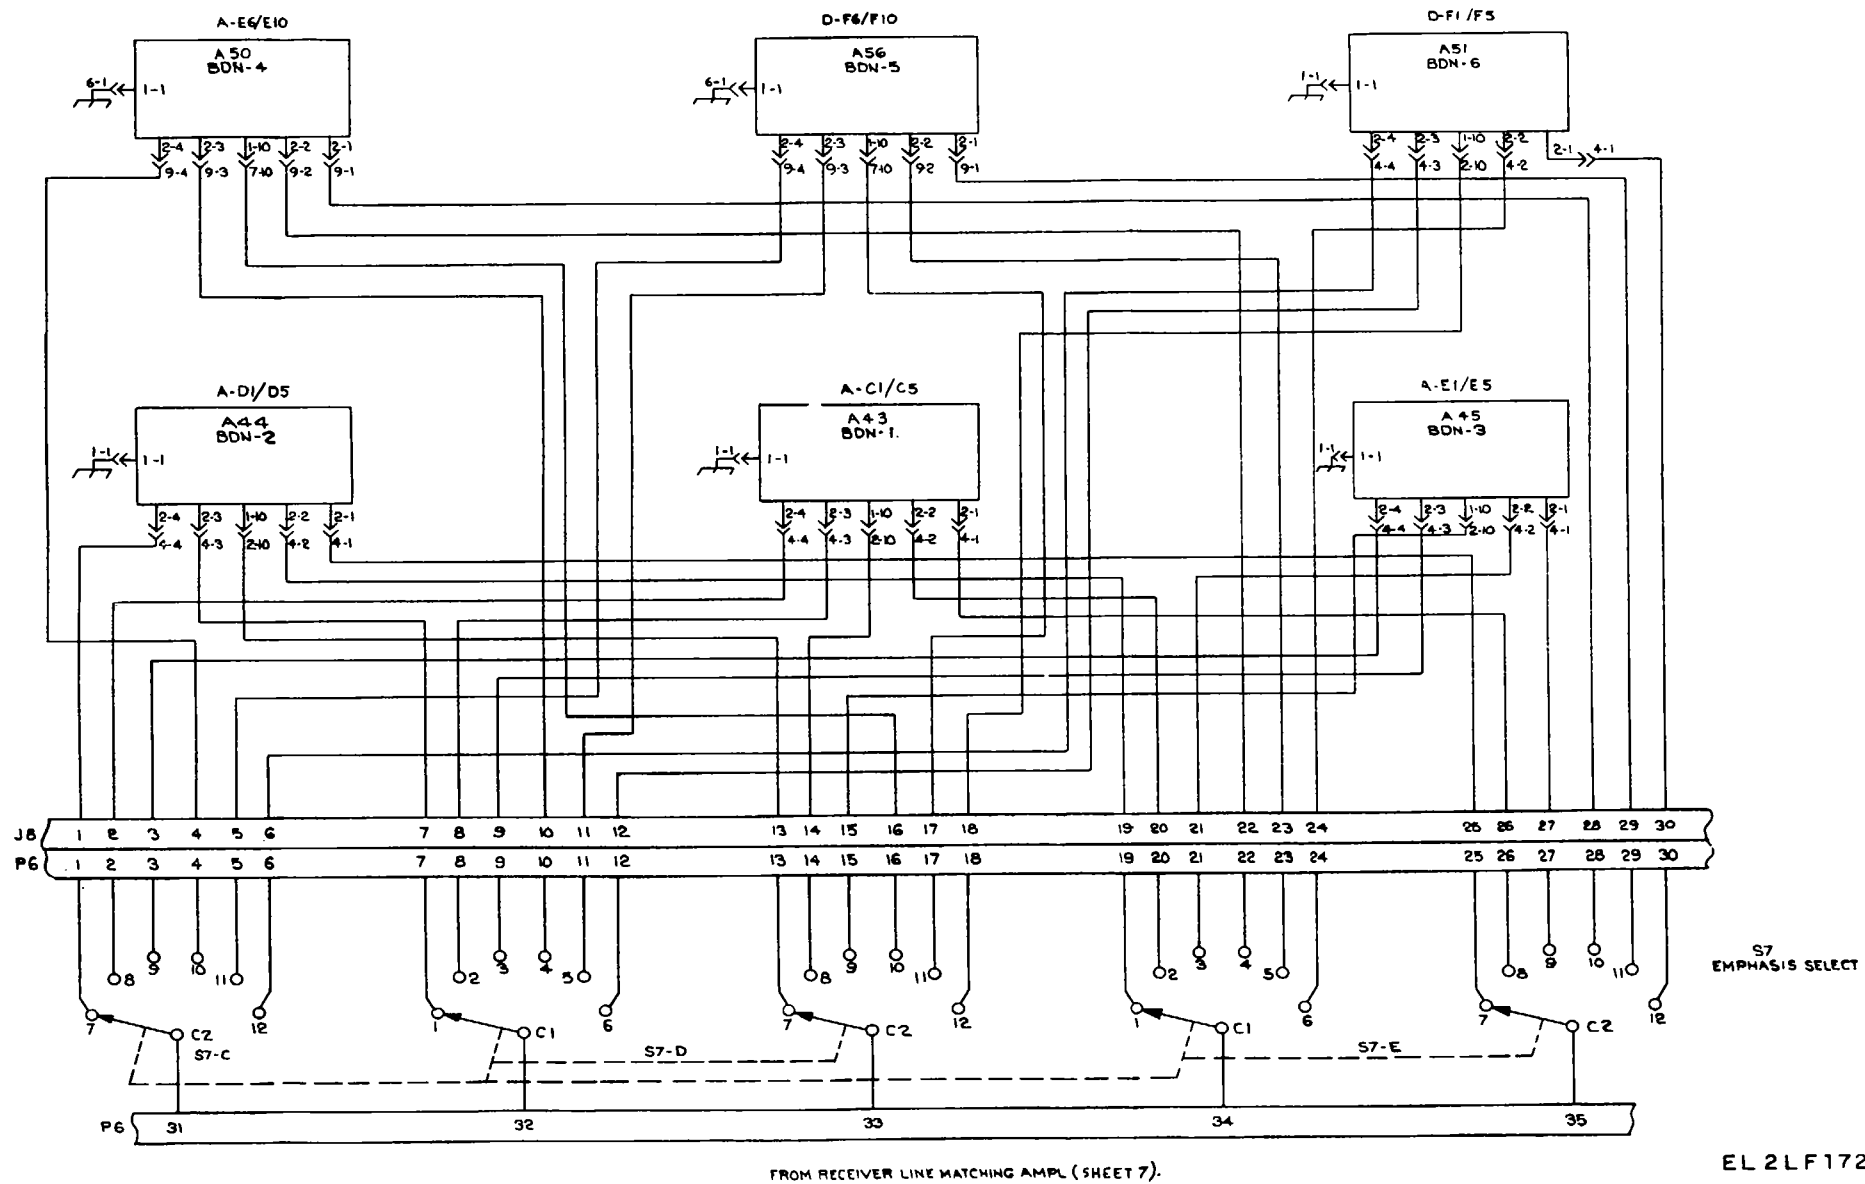 A-E6/E10
D-F6/F10
D-F1/F5
A50
BDN-4
A56
BDN-5
A51
BDN-6
6-1
1-1
6-1
1-1
1-1
1-1
2-4 2-3 1-10 2-2 2-1
9-4 9-3 7-10 9-2 9-1
2-4 2-3 1-10 2-2 2-1
9-4 9-3 7-10 9-2 9-1
2-4 2-3 1-10 2-2 2-1 4-1
4-4 4-3 2-10 4-2
A-D1/D5
A-C1/C5
A-E1/E5
A44
BDN-2
A43
BDN-1.
A45
BDN-3
1-1
1-1
1-1
1-1
1-1
1-1
2-4 2-3 1-10 2-2 2-1
4-4 4-3 2-10 4-2 4-1
2-4 2-3 1-10 2-2 2-1
4-4 4-3 2-10 4-2 4-1
2-4 2-3 1-10 2-2 2-1
4-4 4-3 2-10 4-2 4-1
J8 1 2 3 4 5 6 7 8 9 10 11 12 13 14 15 16 17 18 19 20 21 22 23 24 25 26 27 28 29 30
P6 1 2 3 4 5 6 7 8 9 10 11 12 13 14 15 16 17 18 19 20 21 22 23 24 25 26 27 28 29 30
7 8 9 10 11 12 C2
S7-C
1 2 3 4 5 6 C1
S7-D
7 8 9 10 11 12 C2
1 2 3 4 5 6 C1
S7-E
7 8 9 10 11 12 C2
S7
EMPHASIS SELECT
P6 31 32 33 34 35
FROM RECEIVER LINE MATCHING AMPL (SHEET 7).
EL2LF172